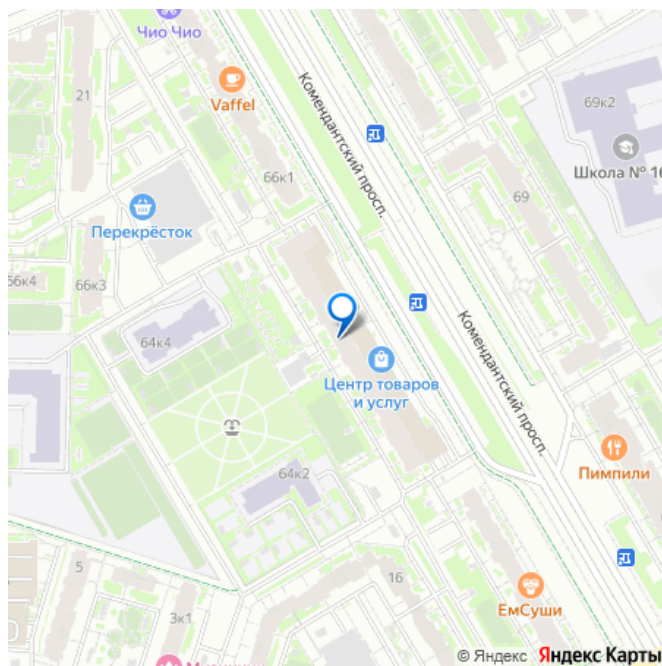 Чио Чио
21
Vaffel
Комендантский просп.
69к2
Школа № 16
66к1
69
Перекрёсток
66к4
66к3
64к4
Центр товаров
и услуг
Комендантский просп.
Пимпили
64к2
5
16
3к1
ЕмСуши
© Яндекс Яндекс Карты